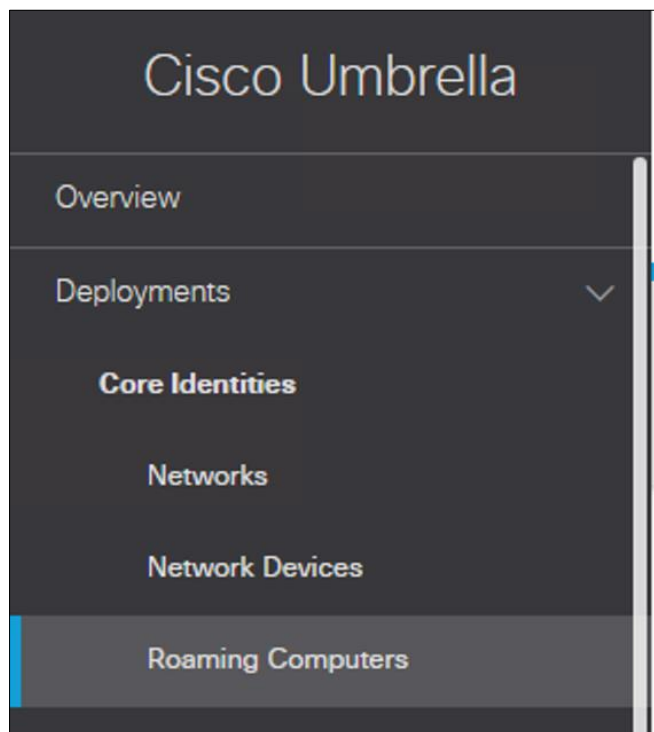 Cisco Umbrella
Overview
Deployments
Core Identities
Networks
Network Devices
Roaming Computers